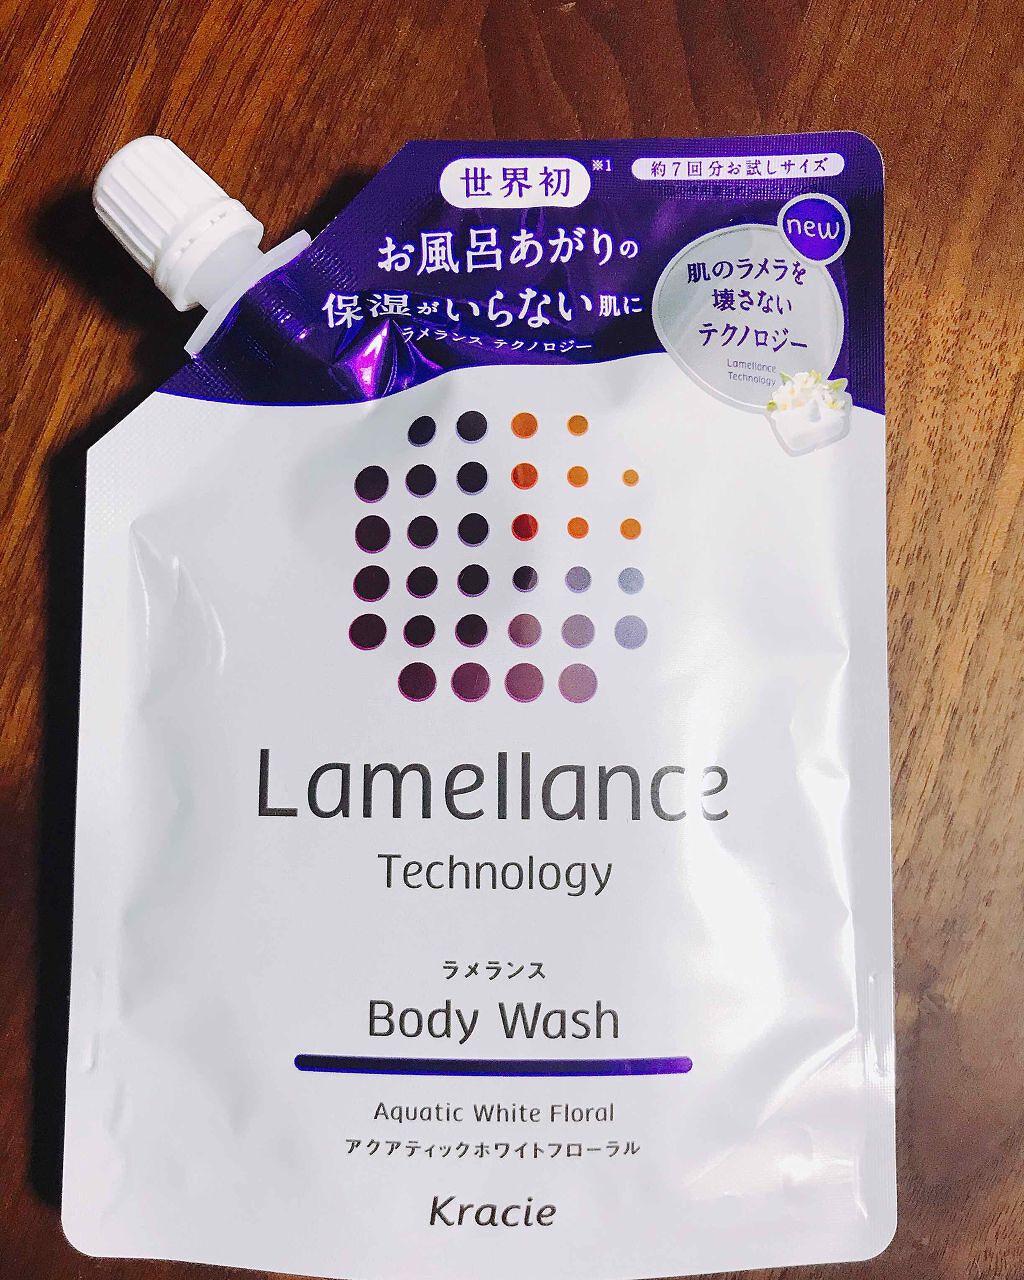 世界初
※1
約7回分お試しサイズ
お風呂あがりの
保湿がいらない肌に
ラメランス テクノロジー
new
肌のラメラを
壊さない
テクノロジー
Lamellance
Technology
Lamellance
Technology
ラメランス
Body Wash
Aquatic White Floral
アクアティックホワイトフローラル
Kracie